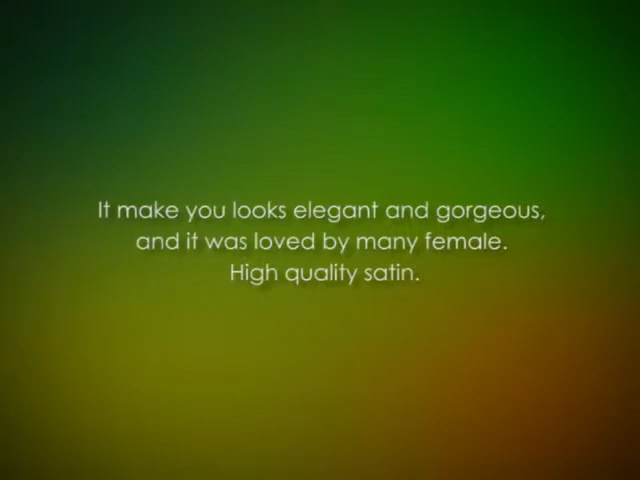 It make you looks elegant and gorgeous,
and it was loved by many female.
High quality satin.